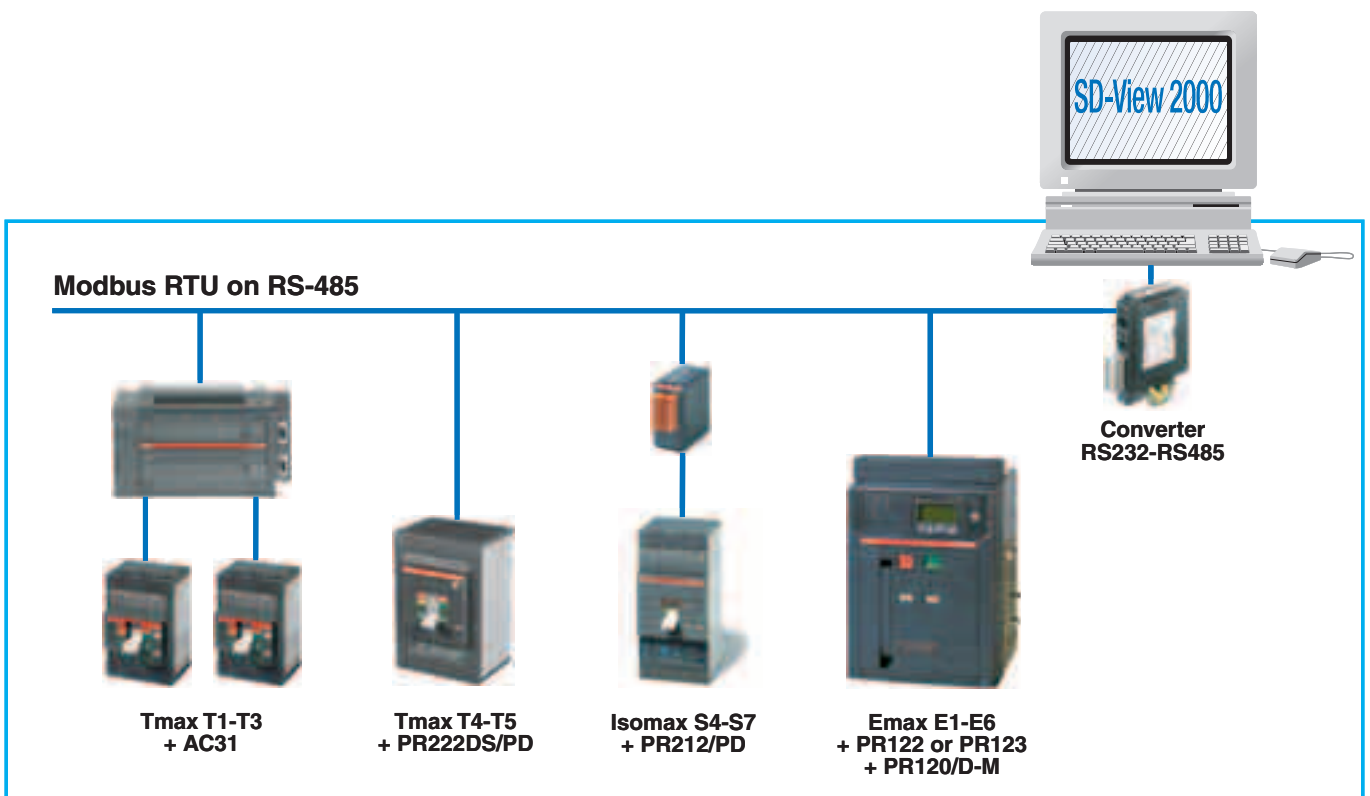 SD-View 2000
Modbus RTU on RS-485
Converter
RS232-RS485
Tmax T1-T3
+ AC31
Tmax T4-T5
+ PR222DS/PD
Isomax S4-S7
+ PR212/PD
Emax E1-E6
+ PR122 or PR123
+ PR120/D-M